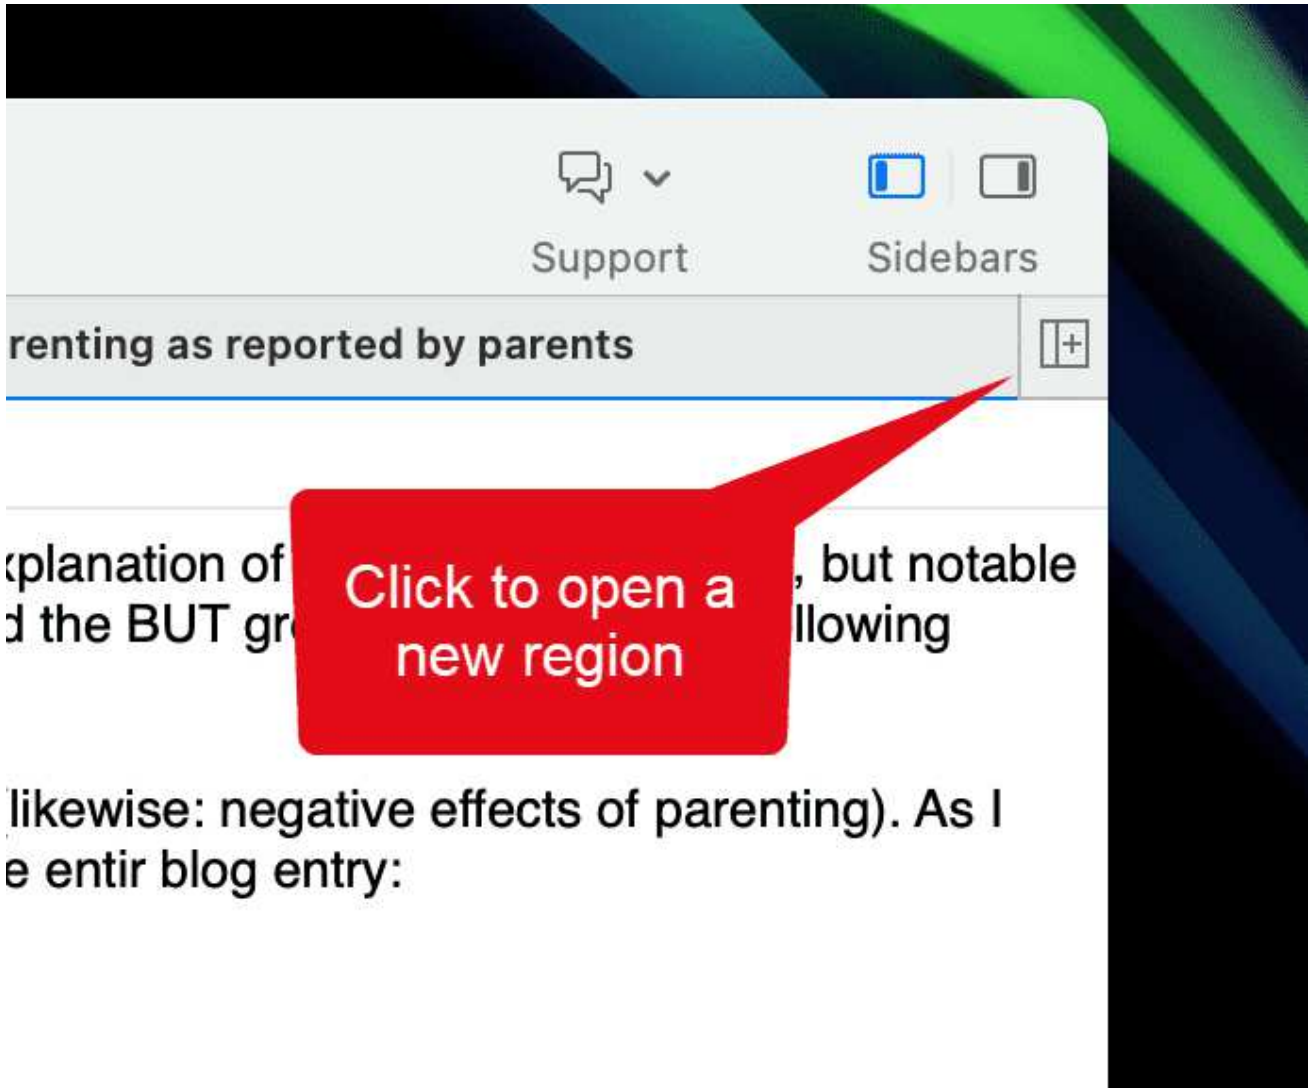 Support
Sidebars
renting as reported by parents
Click to open a
new region
xplanation of , but notable
d the BUT gr llowing
likewise: negative effects of parenting). As I
e entir blog entry: